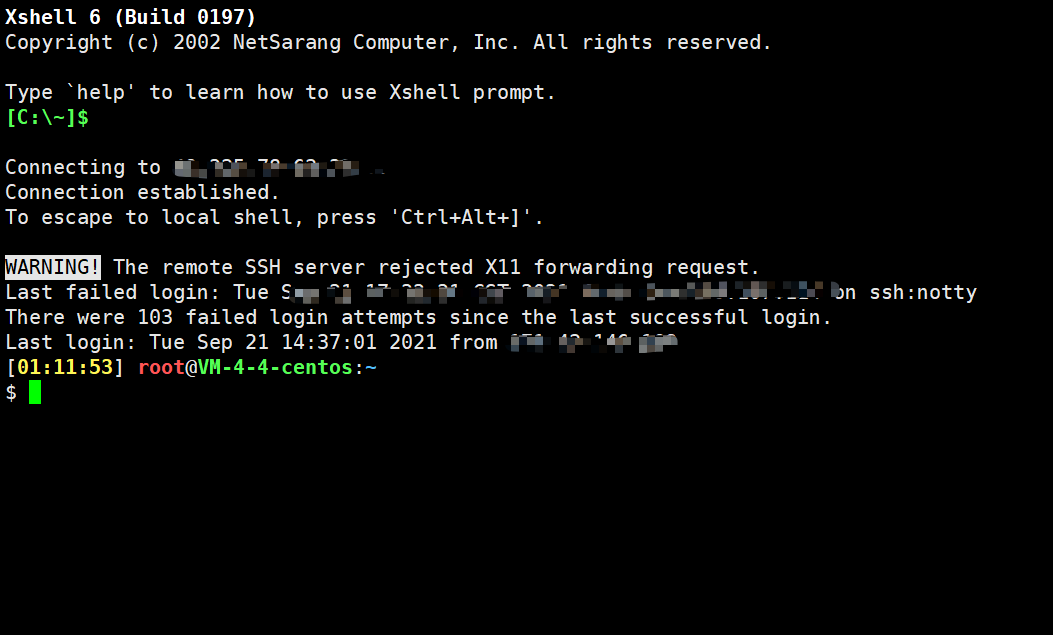 Xshell 6 (Build 0197)
Copyright (c) 2002 NetSarang Computer, Inc. All rights reserved.
Type `help' to learn how to use Xshell prompt.
[C:\~]$
Connecting to
Connection established.
To escape to local shell, press 'Ctrl+Alt+]'.
WARNING! The remote SSH server rejected X11 forwarding request.
Last failed login: Tue on ssh:notty
There were 103 failed login attempts since the last successful login.
Last login: Tue Sep 21 14:37:01 2021 from
[01:11:53] root@VM-4-4-centos:~
$